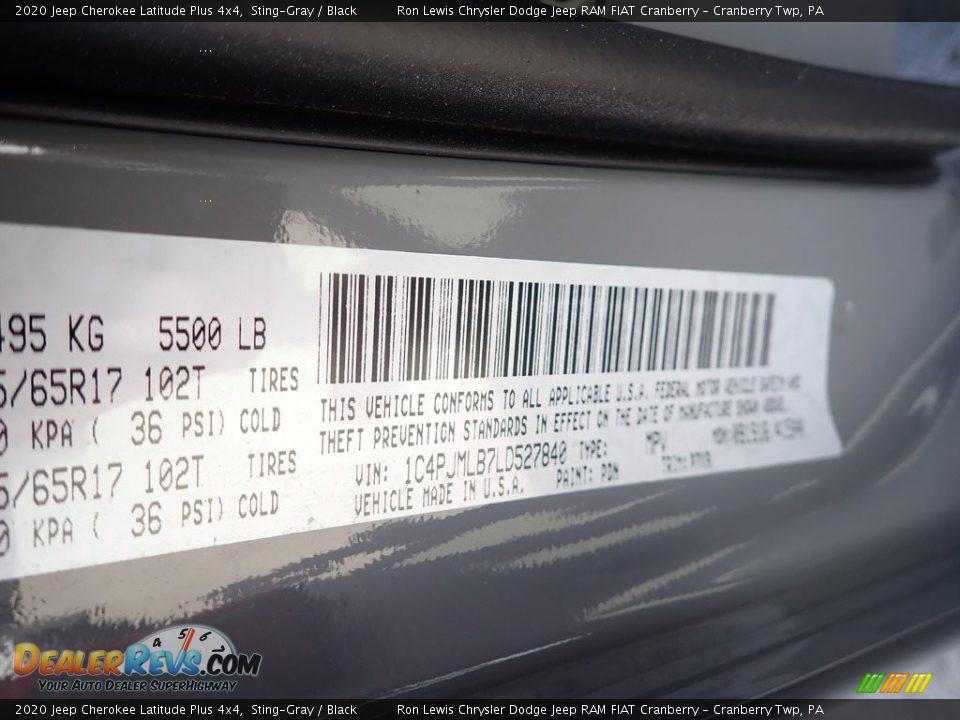 2020 Jeep Cherokee Latitude Plus 4x4, Sting-Gray / Black Ron Lewis Chrysler Dodge Jeep RAM FIAT Cranberry - Cranberry Twp, PA
495 KG 5500 LB
5/65R17 102T TIRES
0 KPA ( 36 PSI) COLD
5/65R17 102T TIRES
0 KPA ( 36 PSI) COLD
THIS VEHICLE CONFORMS TO ALL APPLICABLE U.S.A. FEDERAL MOTOR VEHICLE SAFETY AND
THEFT PREVENTION STANDARDS IN EFFECT ON THE DATE OF MANUFACTURE SHOWN ABOVE.
VIN: 1C4PJMLB7LD527840 TYPE: MPV
VEHICLE MADE IN U.S.A. PAINT: PDN
4 5 6
DEALERREVS.COM
YOUR AUTO DEALER SUPERHIGHWAY
2020 Jeep Cherokee Latitude Plus 4x4, Sting-Gray / Black Ron Lewis Chrysler Dodge Jeep RAM FIAT Cranberry - Cranberry Twp, PA